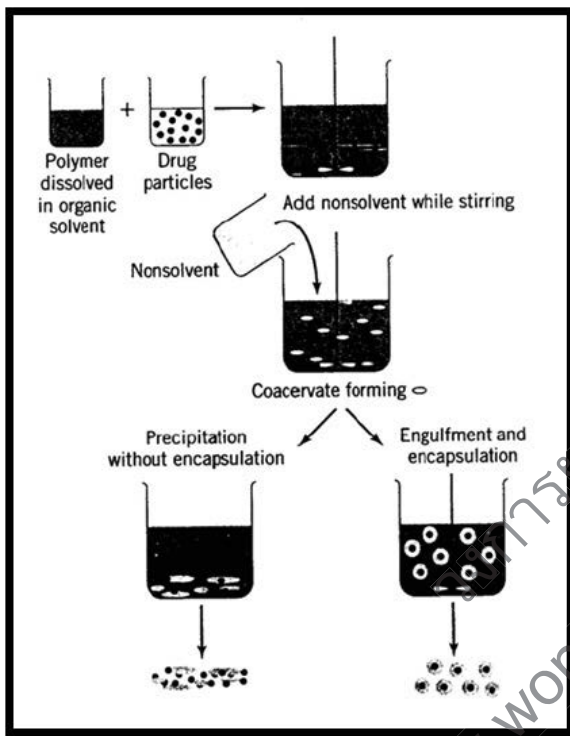 +
Polymer
dissolved
in organic
solvent
Drug
particles
Add nonsolvent while stirring
Nonsolvent
Coacervate forming
Precipitation
without encapsulation
Engulfment and
encapsulation